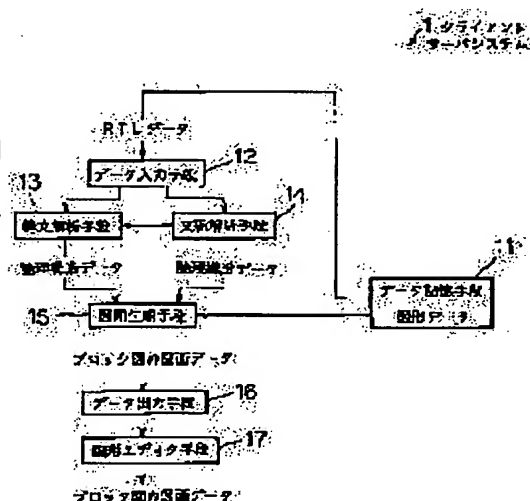 1 クライアント
サーバシステム
RTLデータ
12
データ入力手段
13
構文解析手段
14
文脈解析手段
論理構造データ
論理線分データ
11
データ記憶手段
図形データ
15
図面生成手段
ブロック図の図面データ
16
データ出力手段
17
図形エディタ手段
ブロック図の図面データ